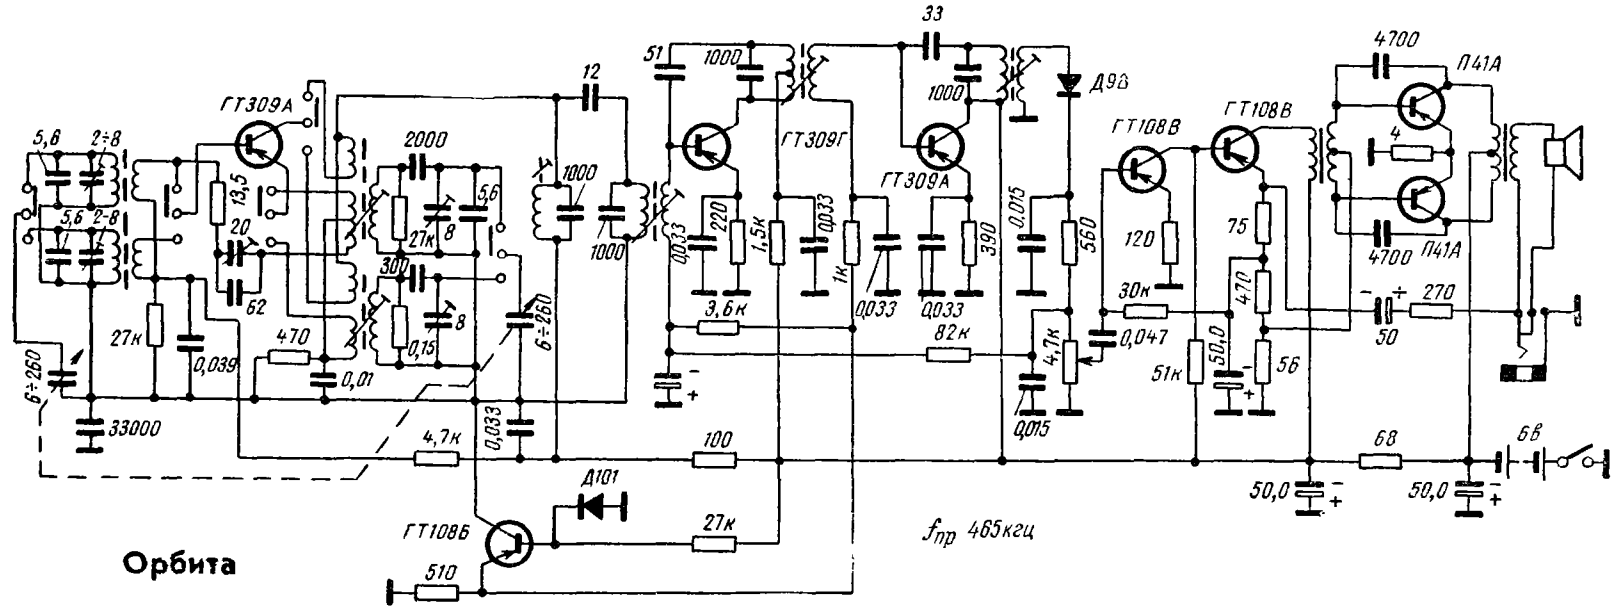 33
4700
П41А
51
1000
12
Д9В
1000
ГТ309А
ГТ309Г
ГТ108В
ГТ108В
5,6
2÷8
2000
4
13,5
1000
5,6
ГТ309А
5,6
2÷8
20
27к
8
1000
0,033
220
1,5к
0,033
1к
0,033
0,033
390
0,015
560
120
75
4700
П41А
300
62
30к
470
270
3,6к
50
27к
470
8
6÷260
82к
4,7к
0,047
50,0
0,039
0,15
56
6÷260
0,01
51к
33000
0,033
0,015
4,7к
100
68
6В
Д101
50,0
50,0
ГТ108Б
27к
fпр 465кгц
Орбита
510